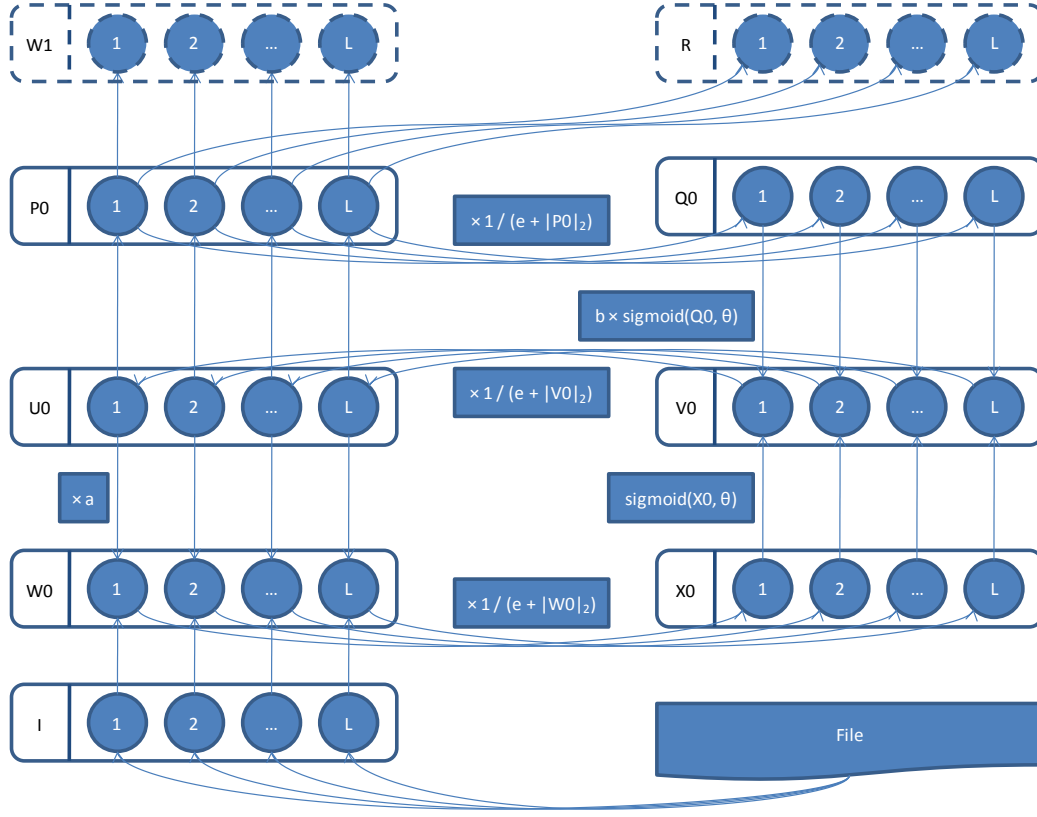 W1 1 2 ... L R 1 2 ... L
P0 1 2 ... L × 1 / (e + |P0|₂) Q0 1 2 ... L
b × sigmoid(Q0, θ)
U0 1 2 ... L × 1 / (e + |V0|₂) V0 1 2 ... L
× a sigmoid(X0, θ)
W0 1 2 ... L × 1 / (e + |W0|₂) X0 1 2 ... L
I 1 2 ... L File